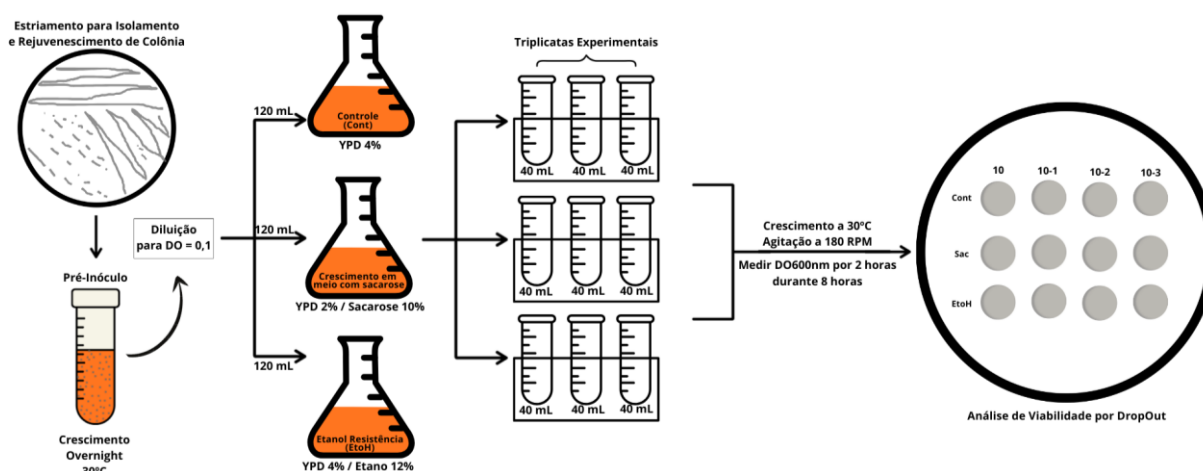 Estriamento para Isolamento
e Rejuvenescimento de Colônia
Pré-Inóculo
Crescimento
Overnight
30ºC
Diluição
para DO = 0,1
120 mL
120 mL
120 mL
Controle
(Cont)
YPD 4%
Crescimento em
meio com sacarose
YPD 2% / Sacarose 10%
Etanol Resistência
(EtoH)
YPD 4% / Etano 12%
Triplicatas Experimentais
40 mL 40 mL 40 mL
40 mL 40 mL 40 mL
40 mL 40 mL 40 mL
Crescimento a 30ºC
Agitação a 180 RPM
Medir DO600nm por 2 horas
durante 8 horas
10 10-1 10-2 10-3
Cont
Sac
EtoH
Análise de Viabilidade por DropOut